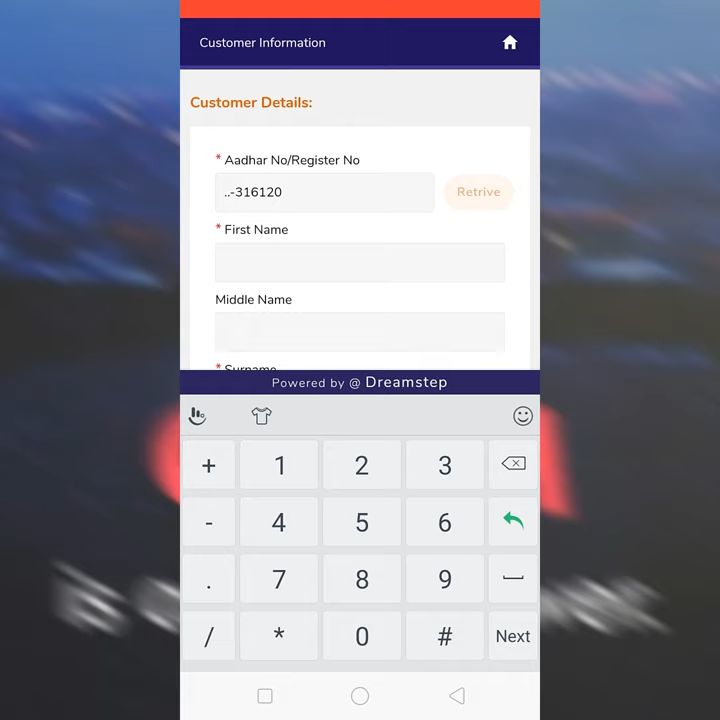 Customer Information
Customer Details:
* Aadhar No/Register No
..-316120
Retrive
* First Name
Middle Name
* Surname
Powered by @ Dreamstep
+ 1 2 3
- 4 5 6
. 7 8 9
/ * 0 # Next